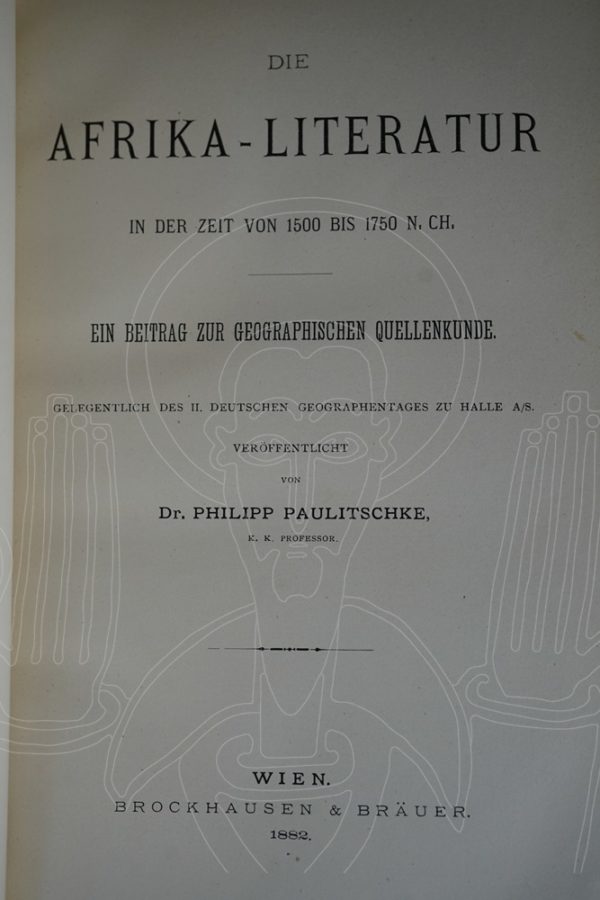 DIE
AFRIKA-LITERATUR
IN DER ZEIT VON 1500 BIS 1750 N. CH.
EIN BEITRAG ZUR GEOGRAPHISCHEN QUELLENKUNDE.
GELEGENTLICH DES II. DEUTSCHEN GEOGRAPHENTAGES ZU HALLE A/S.
VERÖFFENTLICHT
VON
Dr. PHILIPP PAULITSCHKE,
K. K. PROFESSOR.
WIEN.
BROCKHAUSEN & BRÄUER.
1882.